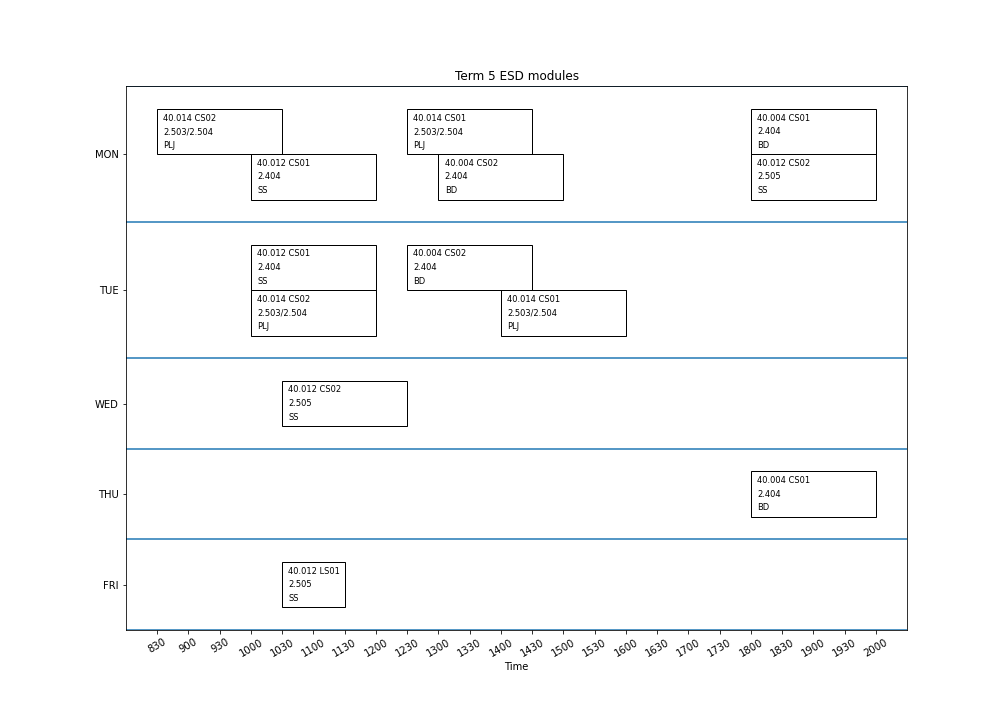 Term 5 ESD modules
MON
40.014 CS02
2.503/2.504
PLJ
40.012 CS01
2.404
SS
40.014 CS01
2.503/2.504
PLJ
40.004 CS02
2.404
BD
40.004 CS01
2.404
BD
40.012 CS02
2.505
SS
TUE
40.012 CS01
2.404
SS
40.014 CS02
2.503/2.504
PLJ
40.004 CS02
2.404
BD
40.014 CS01
2.503/2.504
PLJ
WED
40.012 CS02
2.505
SS
THU
40.004 CS01
2.404
BD
FRI
40.012 LS01
2.505
SS
830 900 930 1000 1030 1100 1130 1200 1230 1300 1330 1400 1430 1500 1530 1600 1630 1700 1730 1800 1830 1900 1930 2000
Time